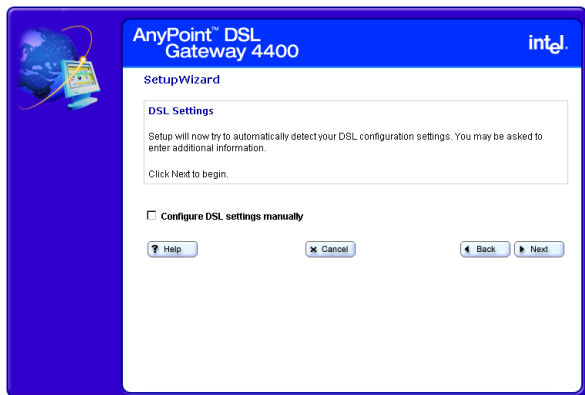 AnyPoint™ DSL
Gateway 4400
intel.
SetupWizard
DSL Settings
Setup will now try to automatically detect your DSL configuration settings. You may be asked to
enter additional information.
Click Next to begin.
Configure DSL settings manually
? Help
Cancel
Back
Next